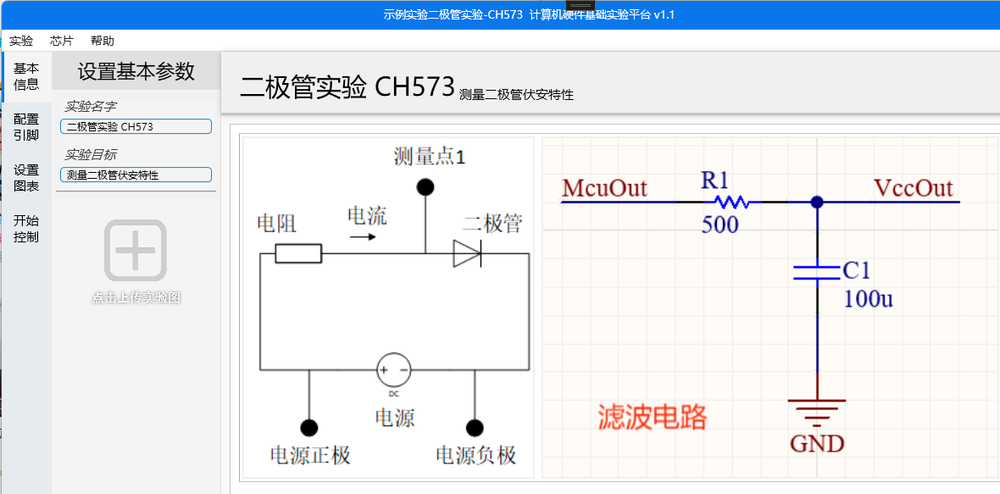 示例实验二极管实验-CH573 计算机硬件基础实验平台 v1.1
实验 芯片 帮助
基本
信息
配置
引脚
设置
图表
开始
控制
设置基本参数
实验名字
二极管实验 CH573
实验目标
测量二极管伏安特性
点击上传实验图
二极管实验 CH573 测量二极管伏安特性
测量点1
电阻
电流
二极管
+ −
DC
电源
电源正极
电源负极
McuOut
R1
500
VccOut
C1
100u
滤波电路
GND